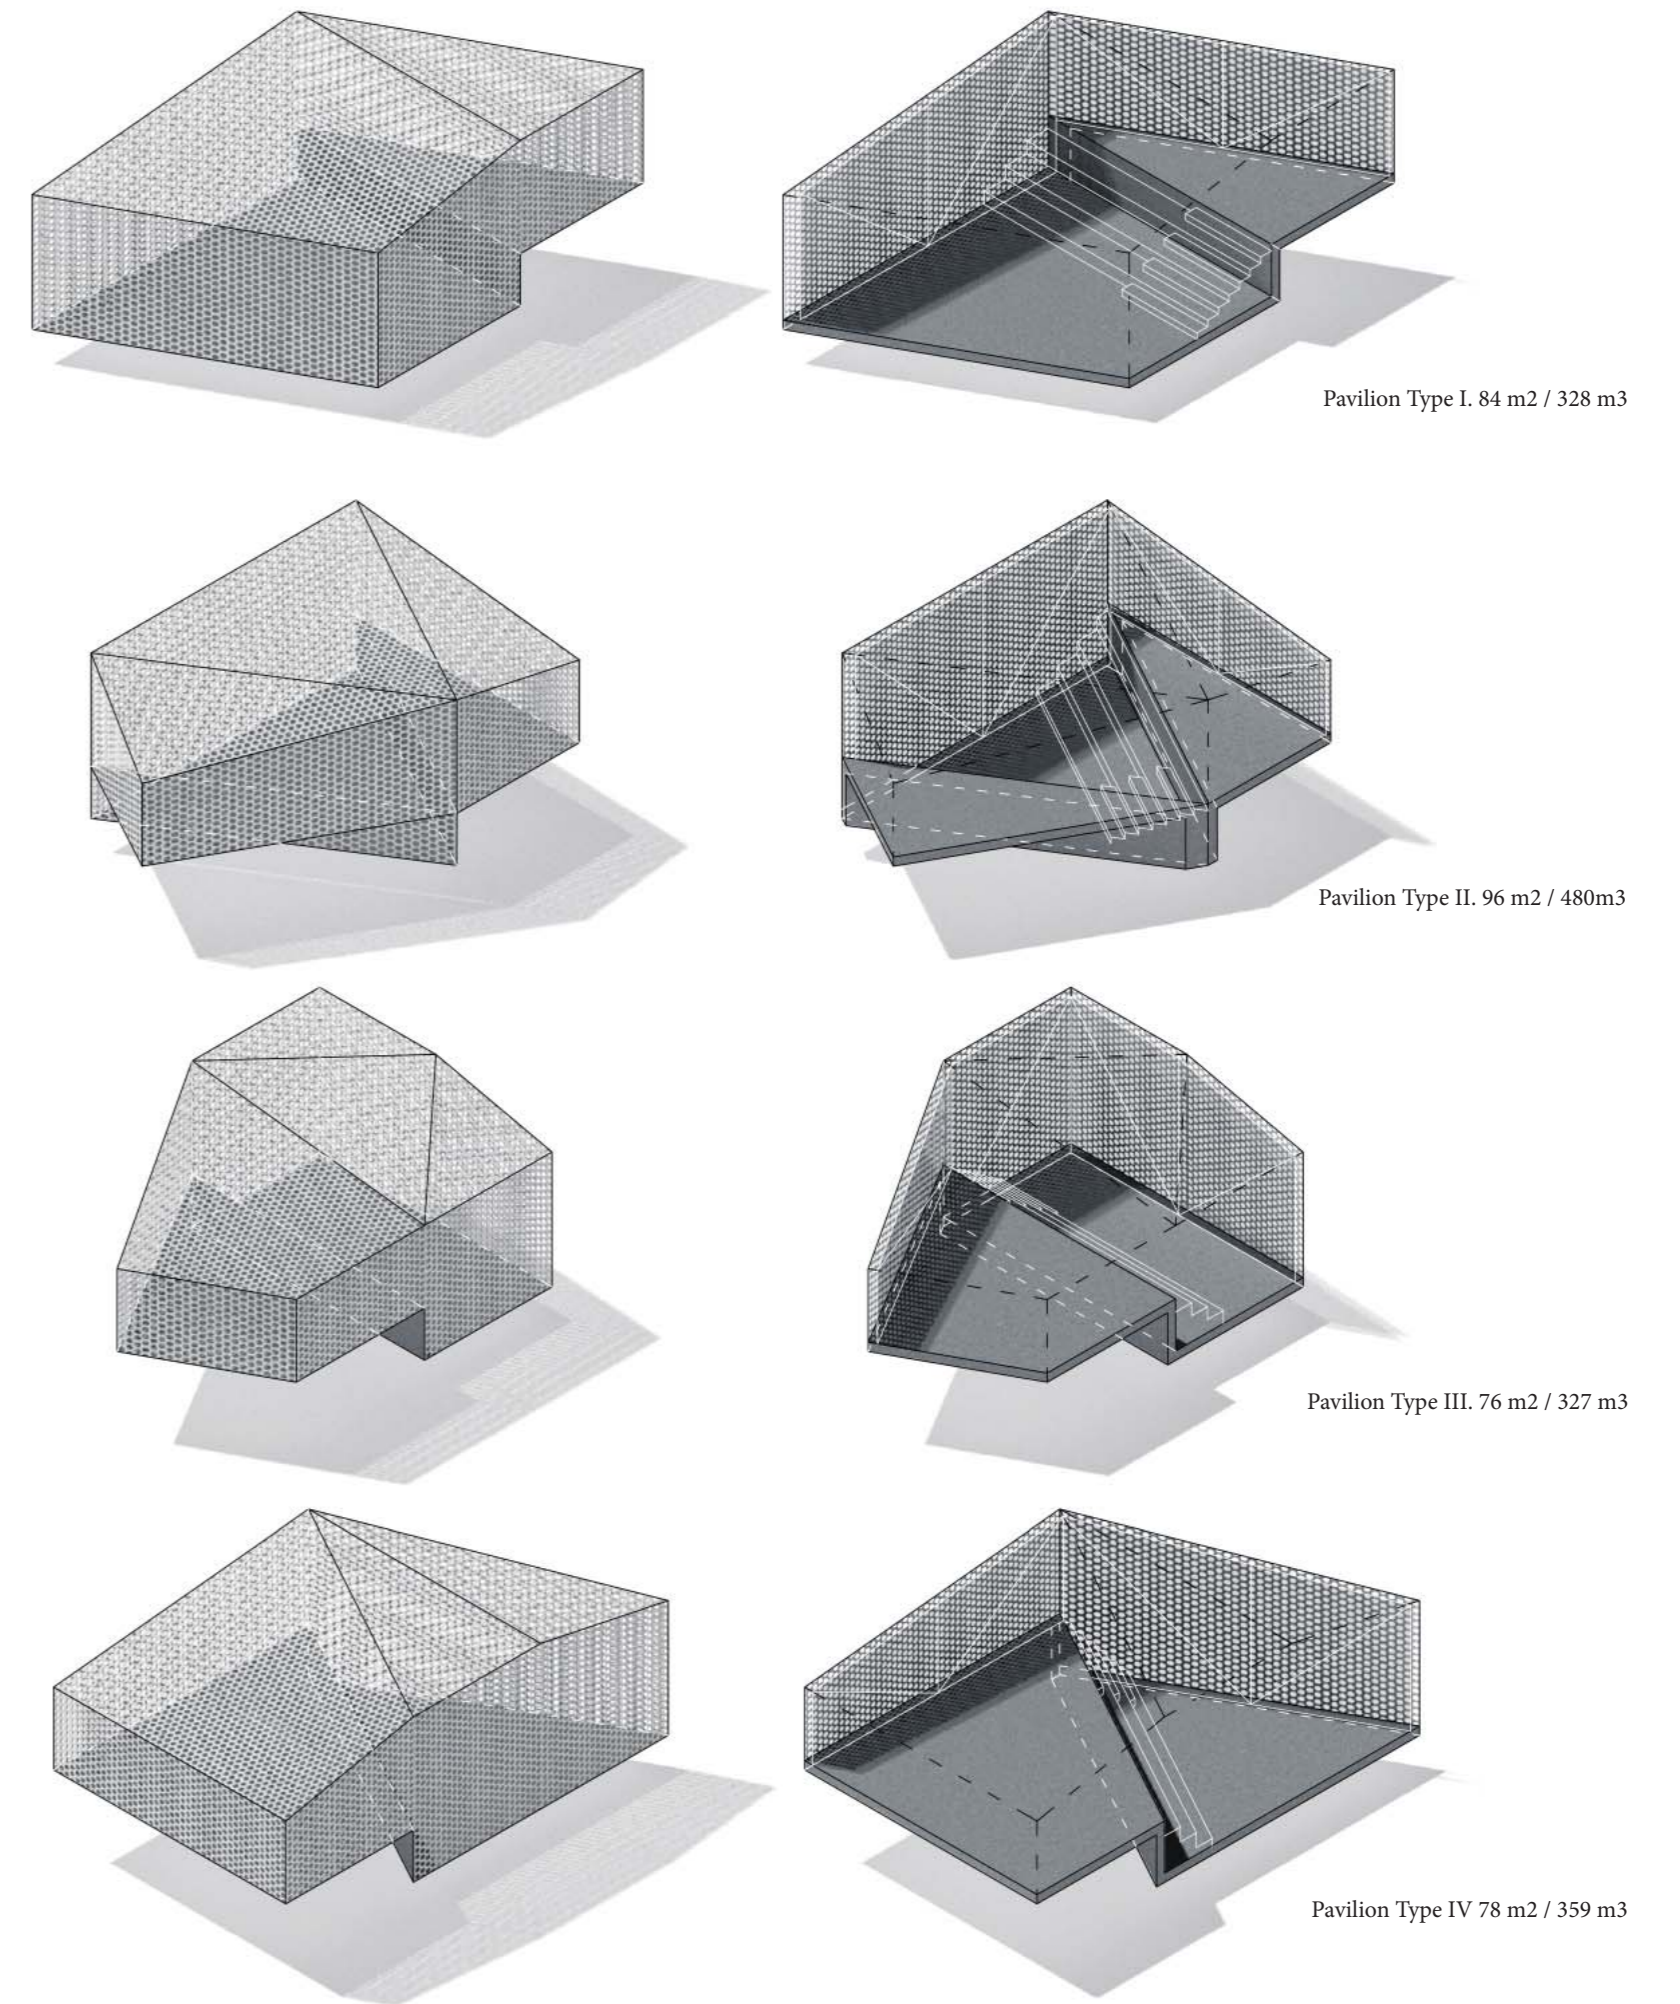 Pavilion Type I. 84 m2 / 328 m3
Pavilion Type II. 96 m2 / 480m3
Pavilion Type III. 76 m2 / 327 m3
Pavilion Type IV 78 m2 / 359 m3